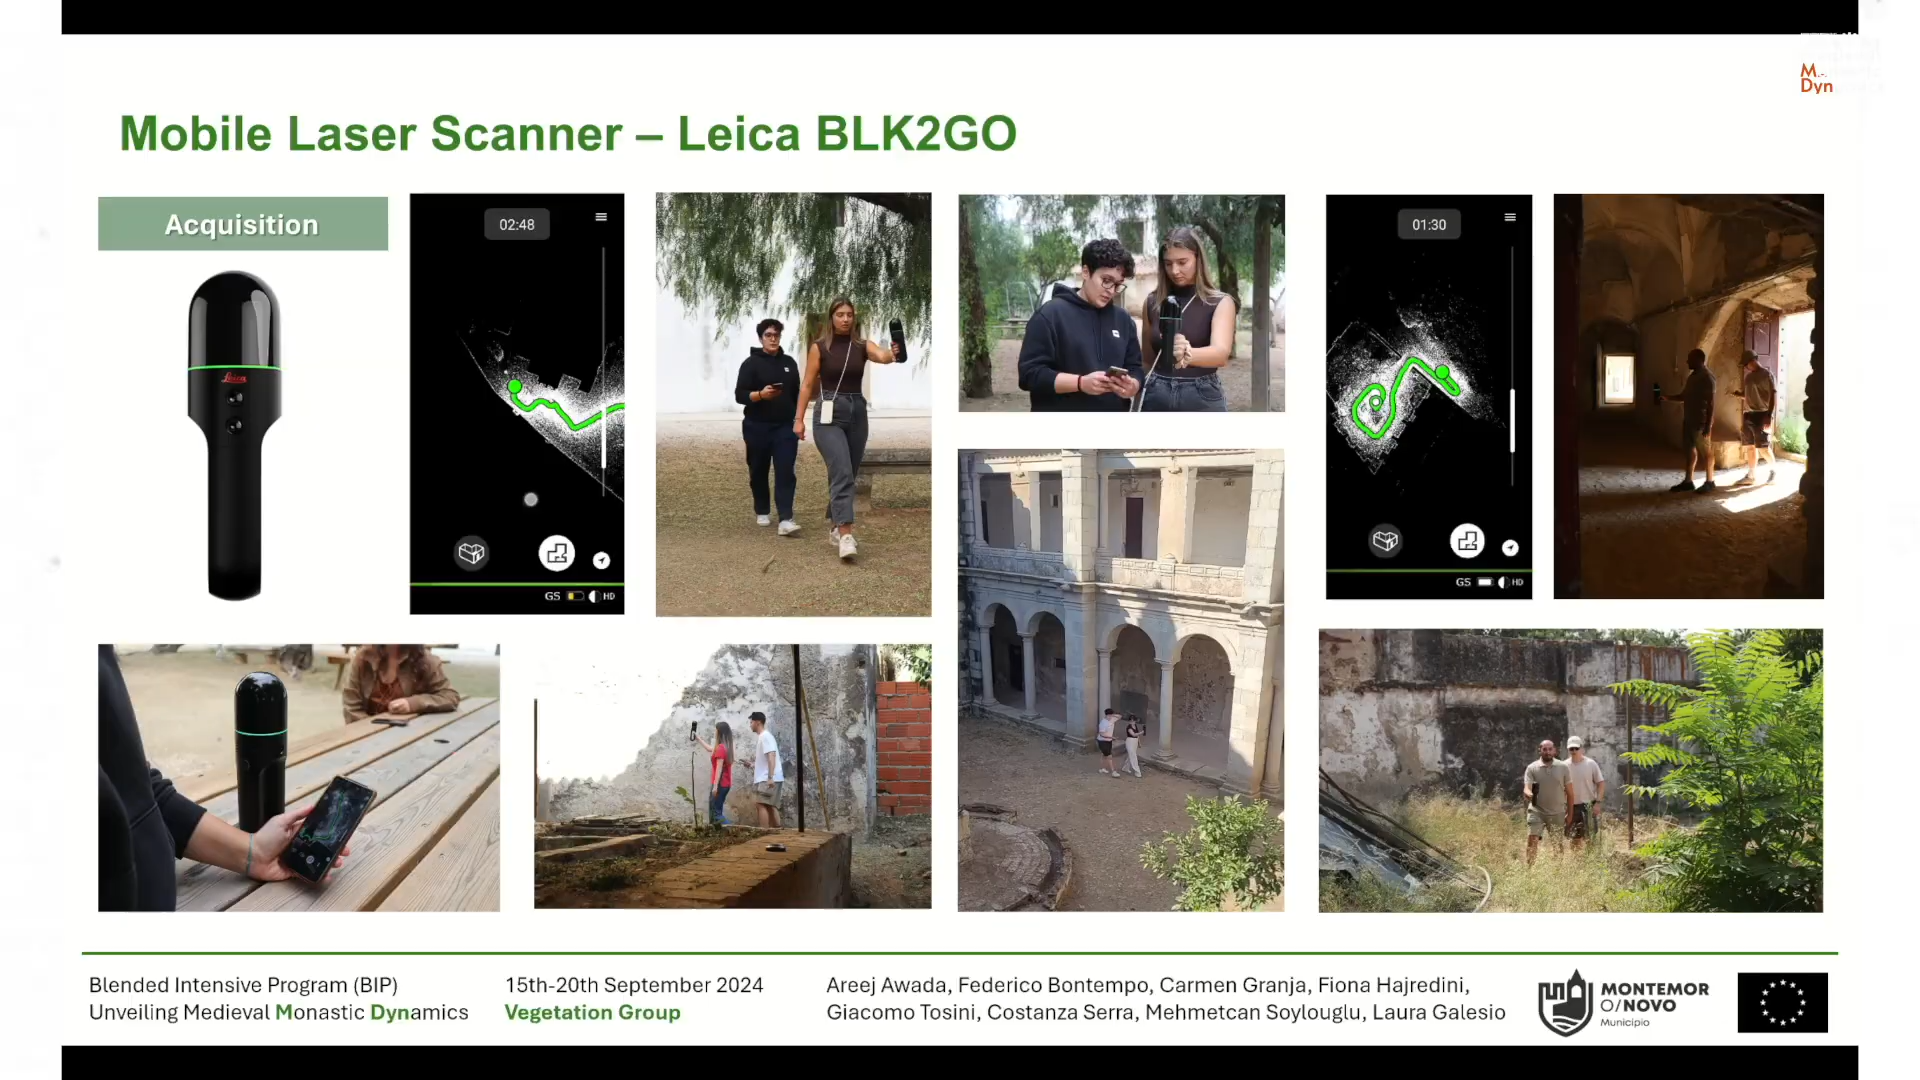 M.
Dyn
Mobile Laser Scanner – Leica BLK2GO
Acquisition
Leica
02:48
GS
HD
01:30
GS
HD
Blended Intensive Program (BIP)
Unveiling Medieval Monastic Dynamics
15th-20th September 2024
Vegetation Group
Areej Awada, Federico Bontempo, Carmen Granja, Fiona Hajredini,
Giacomo Tosini, Costanza Serra, Mehmetcan Soylouglu, Laura Galesio
MONTEMOR
O/NOVO
Município